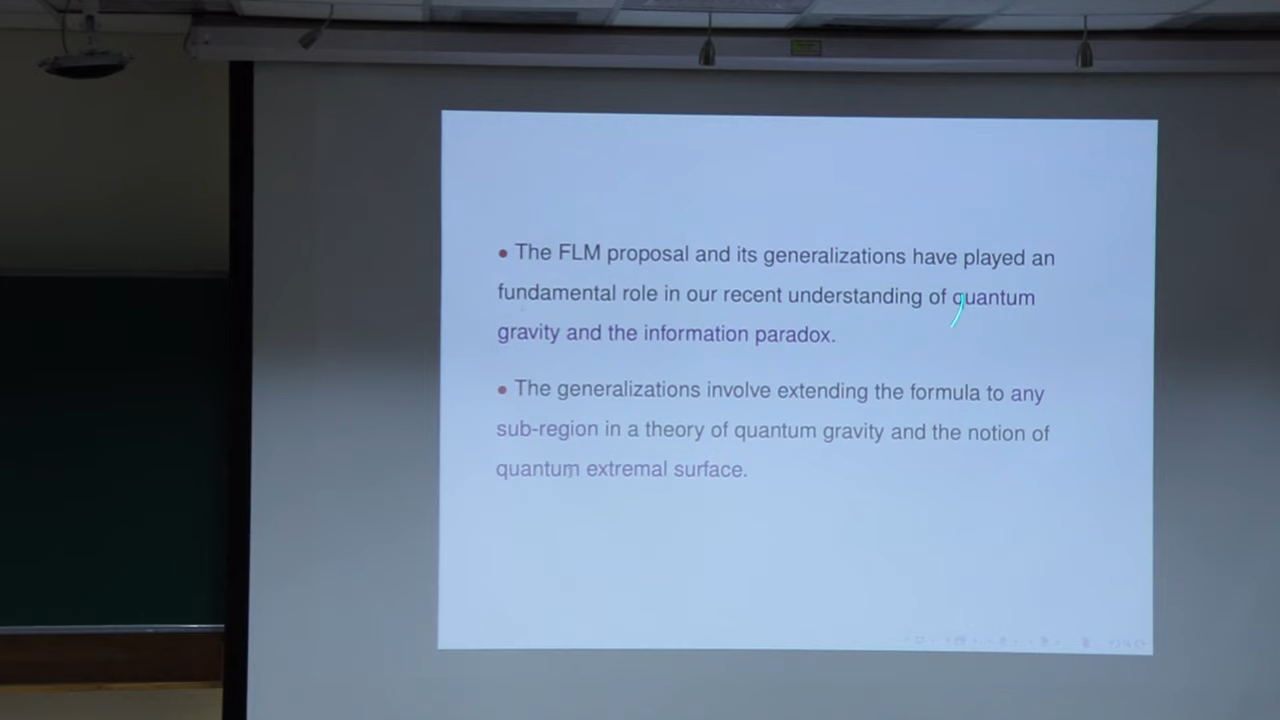 • The FLM proposal and its generalizations have played an
fundamental role in our recent understanding of quantum
gravity and the information paradox.
• The generalizations involve extending the formula to any
sub-region in a theory of quantum gravity and the notion of
quantum extremal surface.